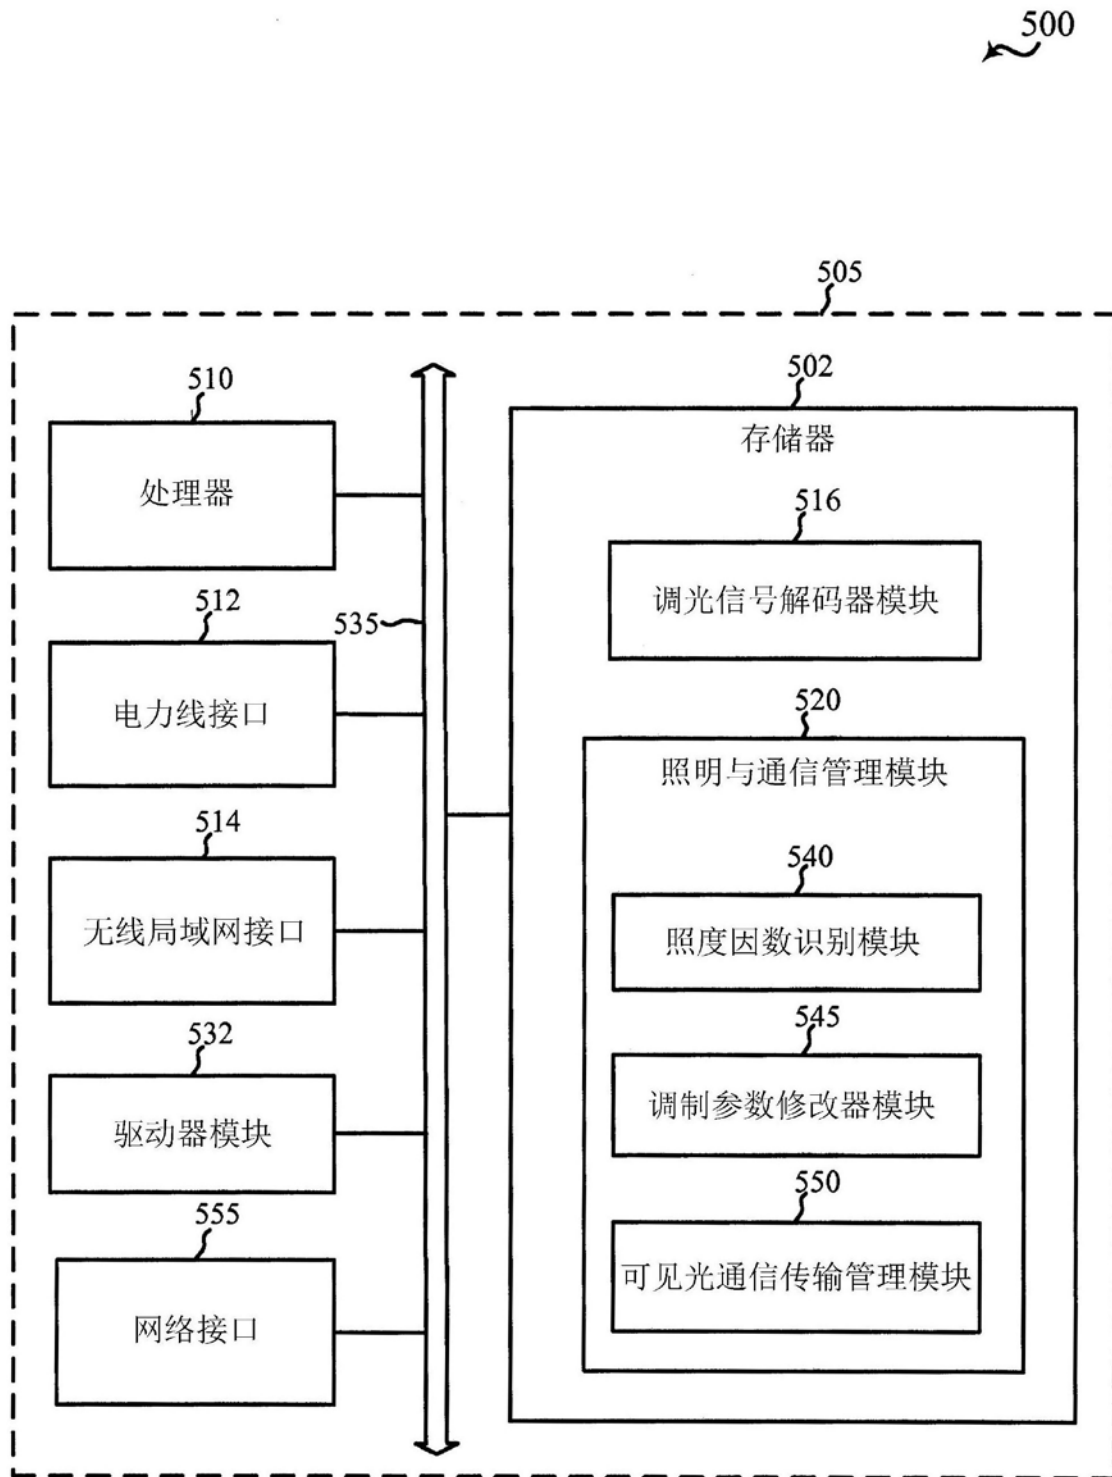 500
505
510
处理器
512
电力线接口
514
无线局域网接口
532
驱动器模块
555
网络接口
535
502
存储器
516
调光信号解码器模块
520
照明与通信管理模块
540
照度因数识别模块
545
调制参数修改器模块
550
可见光通信传输管理模块